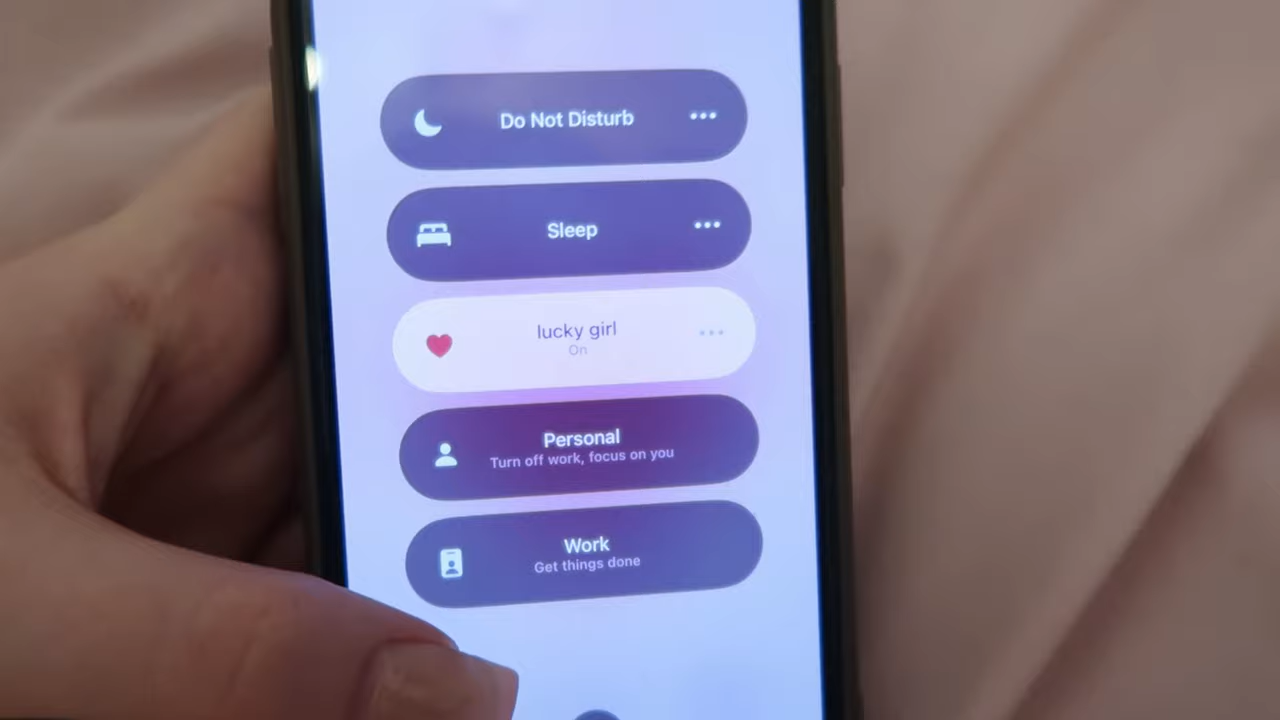 Do Not Disturb
Sleep
lucky girl
On
Personal
Turn off work, focus on you
Work
Get things done